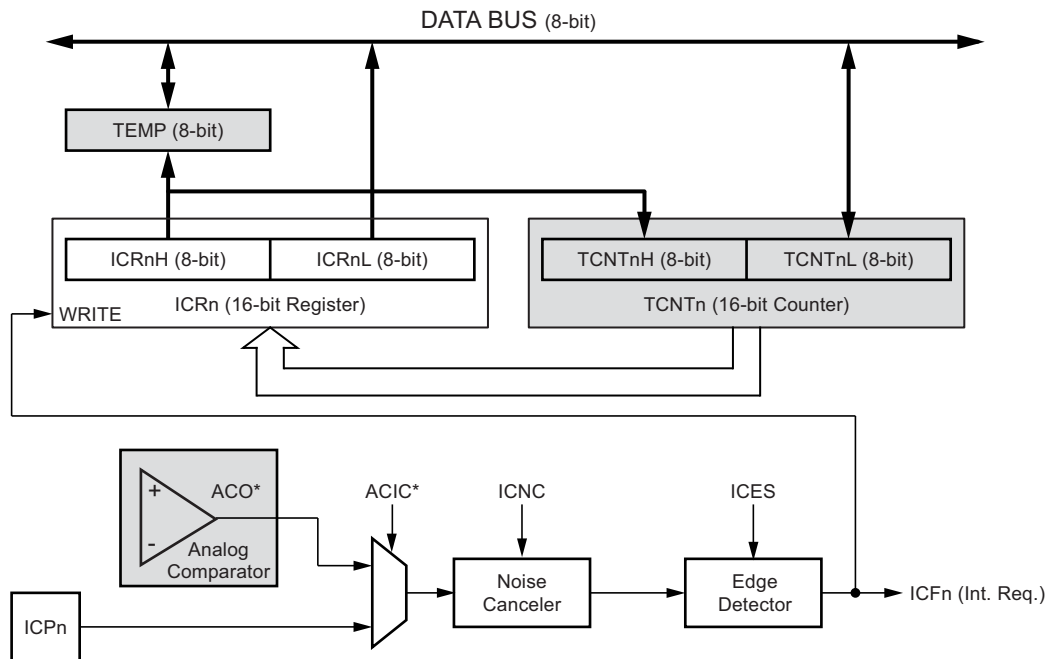 DATA BUS (8-bit)
TEMP (8-bit)
ICRnH (8-bit)
ICRnL (8-bit)
TCNTnH (8-bit)
TCNTnL (8-bit)
WRITE
ICRn (16-bit Register)
TCNTn (16-bit Counter)
+
-
ACO*
Analog
Comparator
ACIC*
ICNC
ICES
Noise
Canceler
Edge
Detector
ICFn (Int. Req.)
ICPn